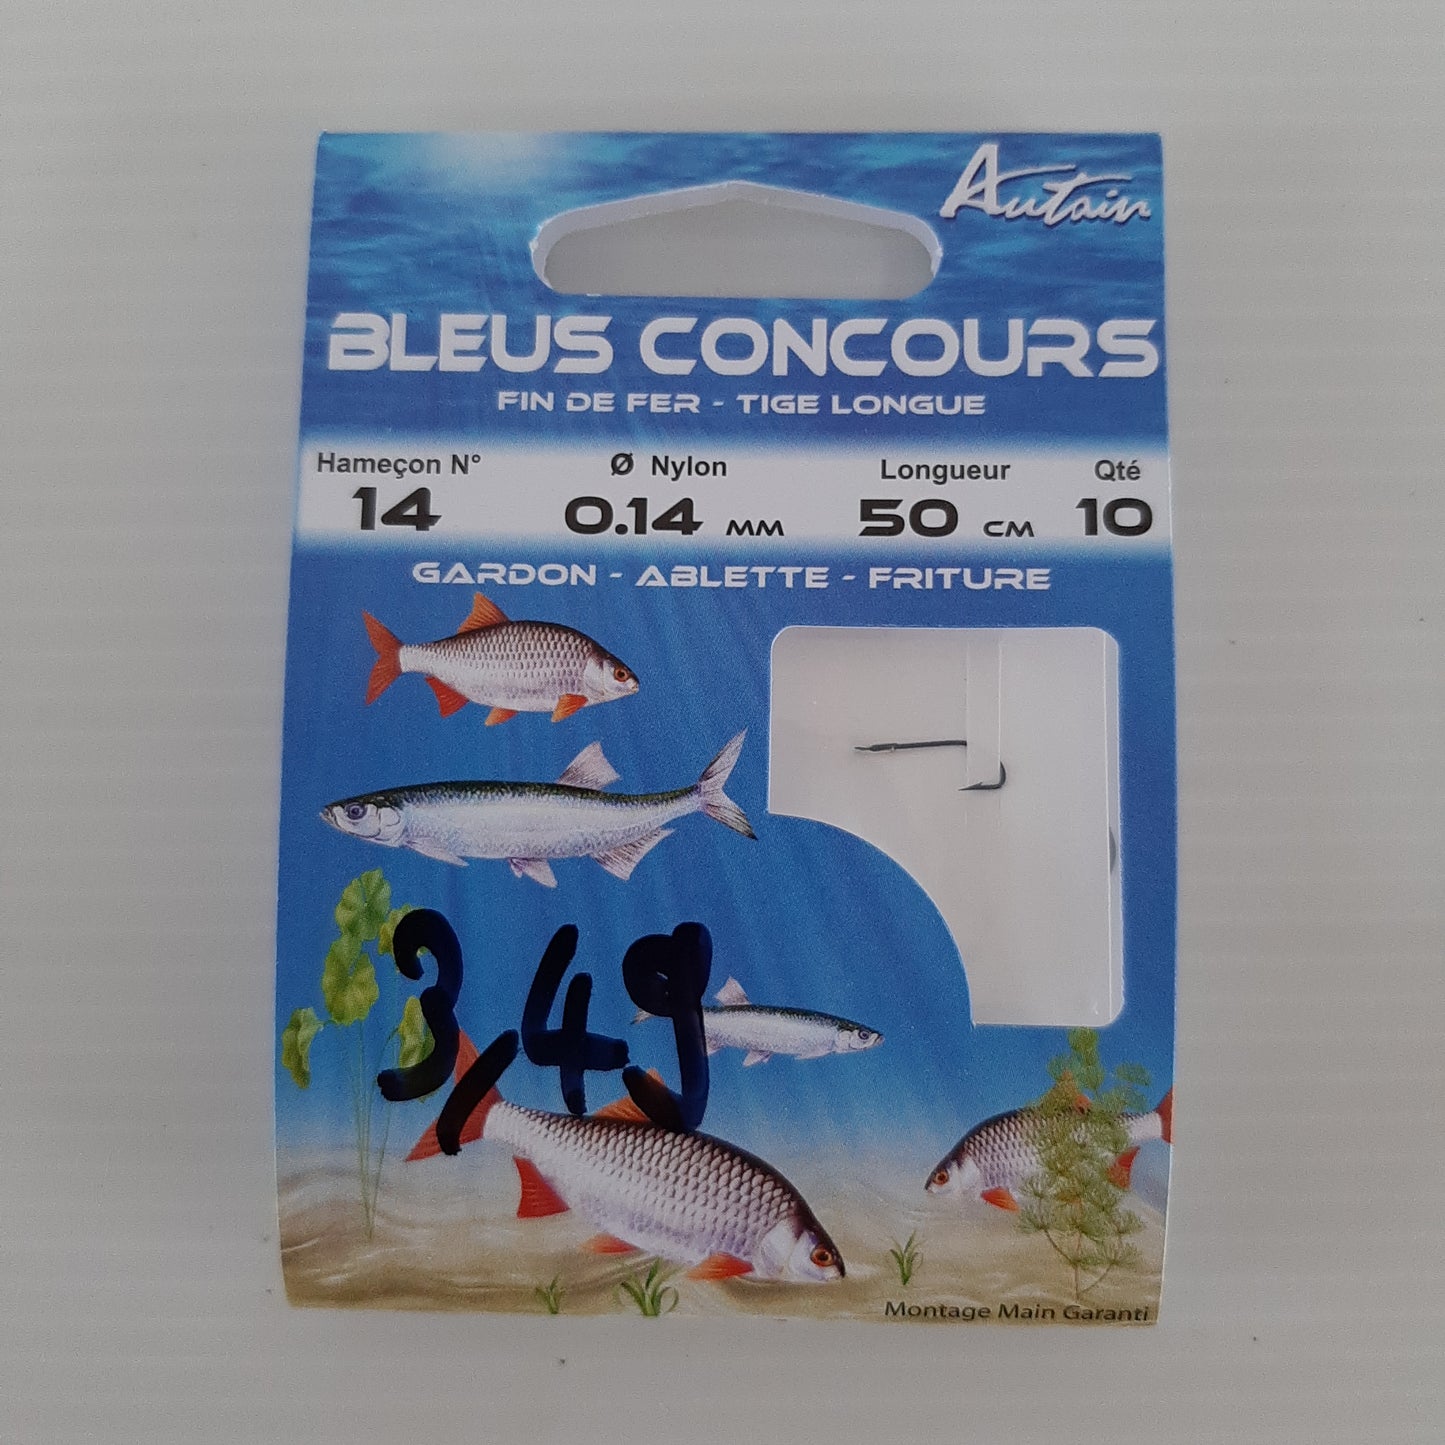 Autain
BLEUS CONCOURS
FIN DE FER - TIGE LONGUE
Hameçon N° Ø Nylon Longueur Qté
14 0.14 MM 50 CM 10
GARDON - ABLETTE - FRITURE
3,49
Montage Main Garanti